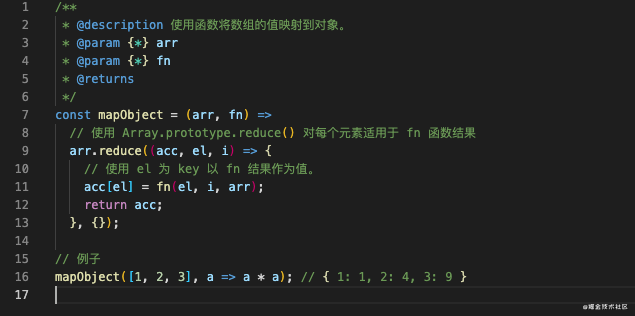 1 /**
2  * @description 使用函数将数组的值映射到对象。
3  * @param {*} arr
4  * @param {*} fn
5  * @returns
6  */
7 const mapObject = (arr, fn) =>
8   // 使用 Array.prototype.reduce() 对每个元素适用于 fn 函数结果
9   arr.reduce((acc, el, i) => {
10     // 使用 el 为 key 以 fn 结果作为值。
11     acc[el] = fn(el, i, arr);
12     return acc;
13   }, {});
14
15 // 例子
16 mapObject([1, 2, 3], a => a * a); // { 1: 1, 2: 4, 3: 9 }
17
@掘金技术社区